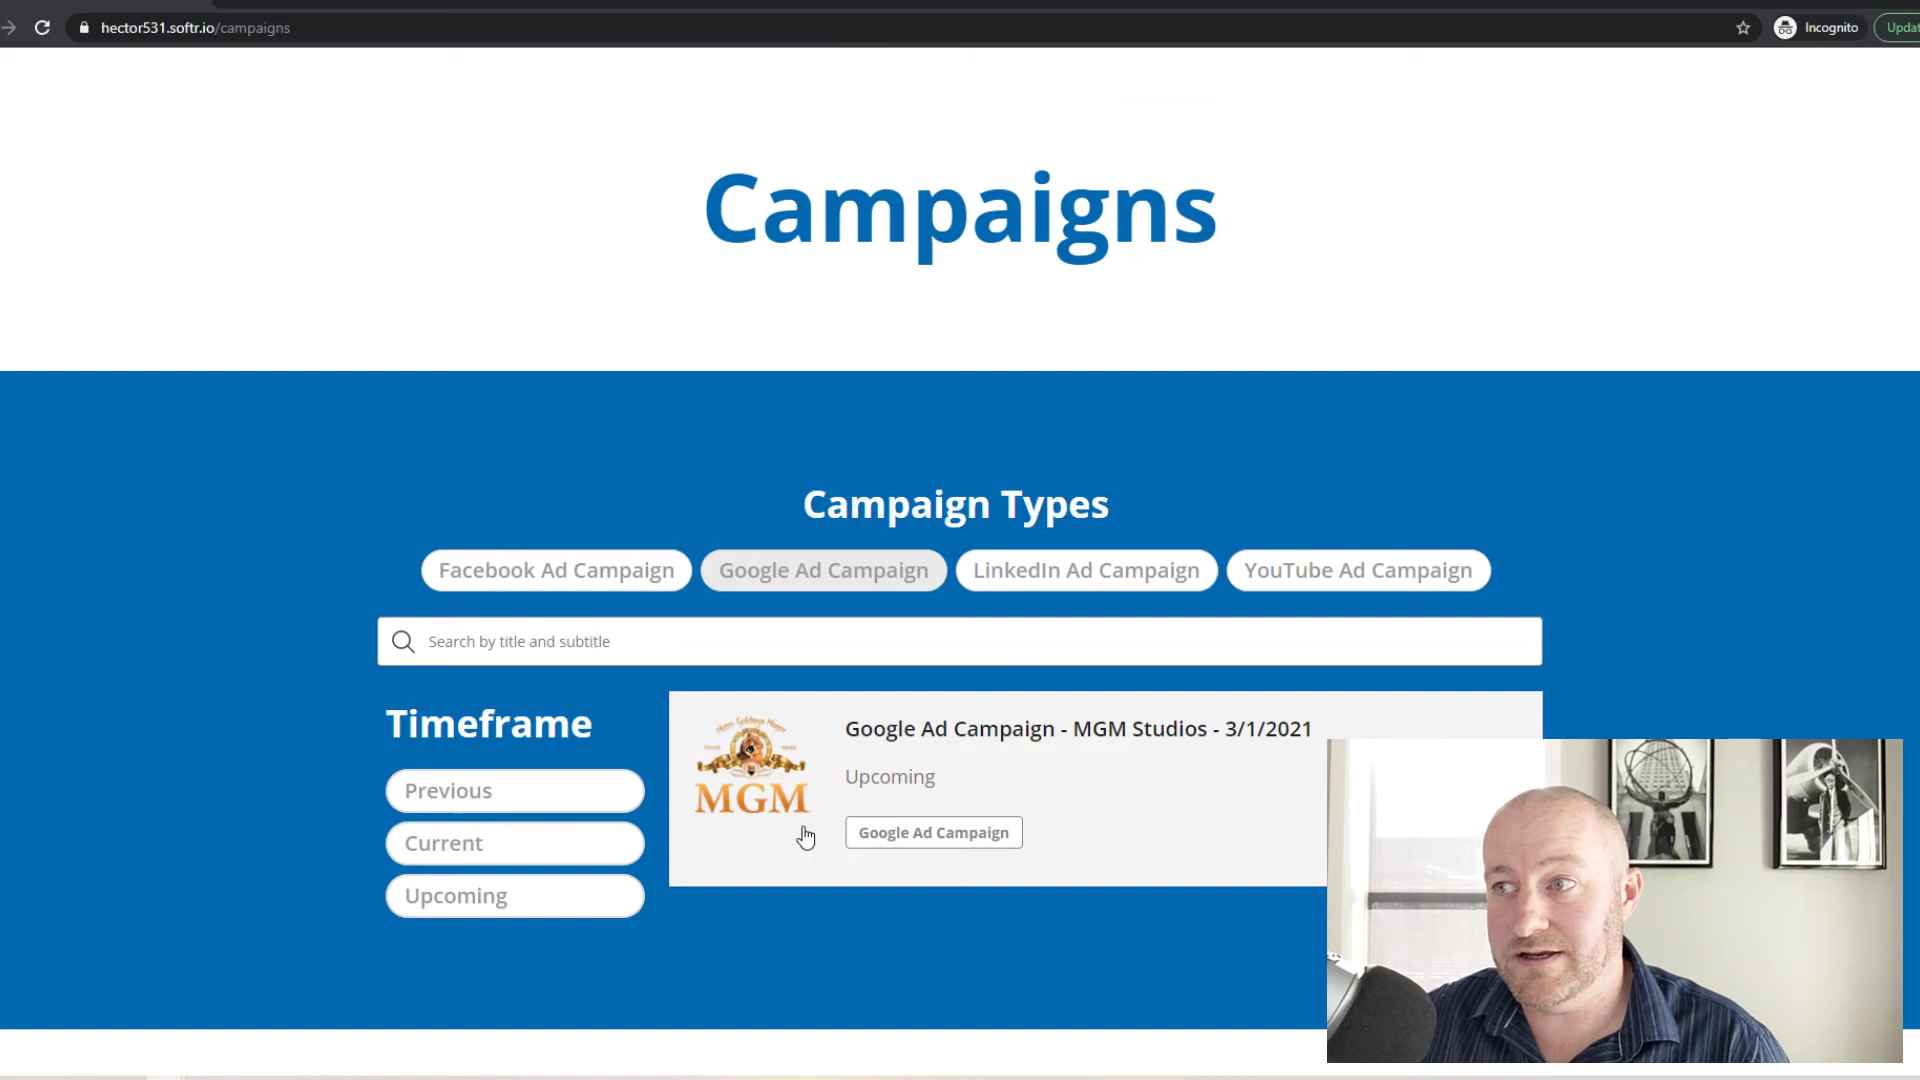 hector531.softr.io/campaigns
Incognito
Updat
Campaigns
Campaign Types
Facebook Ad Campaign
Google Ad Campaign
LinkedIn Ad Campaign
YouTube Ad Campaign
Search by title and subtitle
Timeframe
Previous
Current
Upcoming
MGM
Google Ad Campaign - MGM Studios - 3/1/2021
Upcoming
Google Ad Campaign